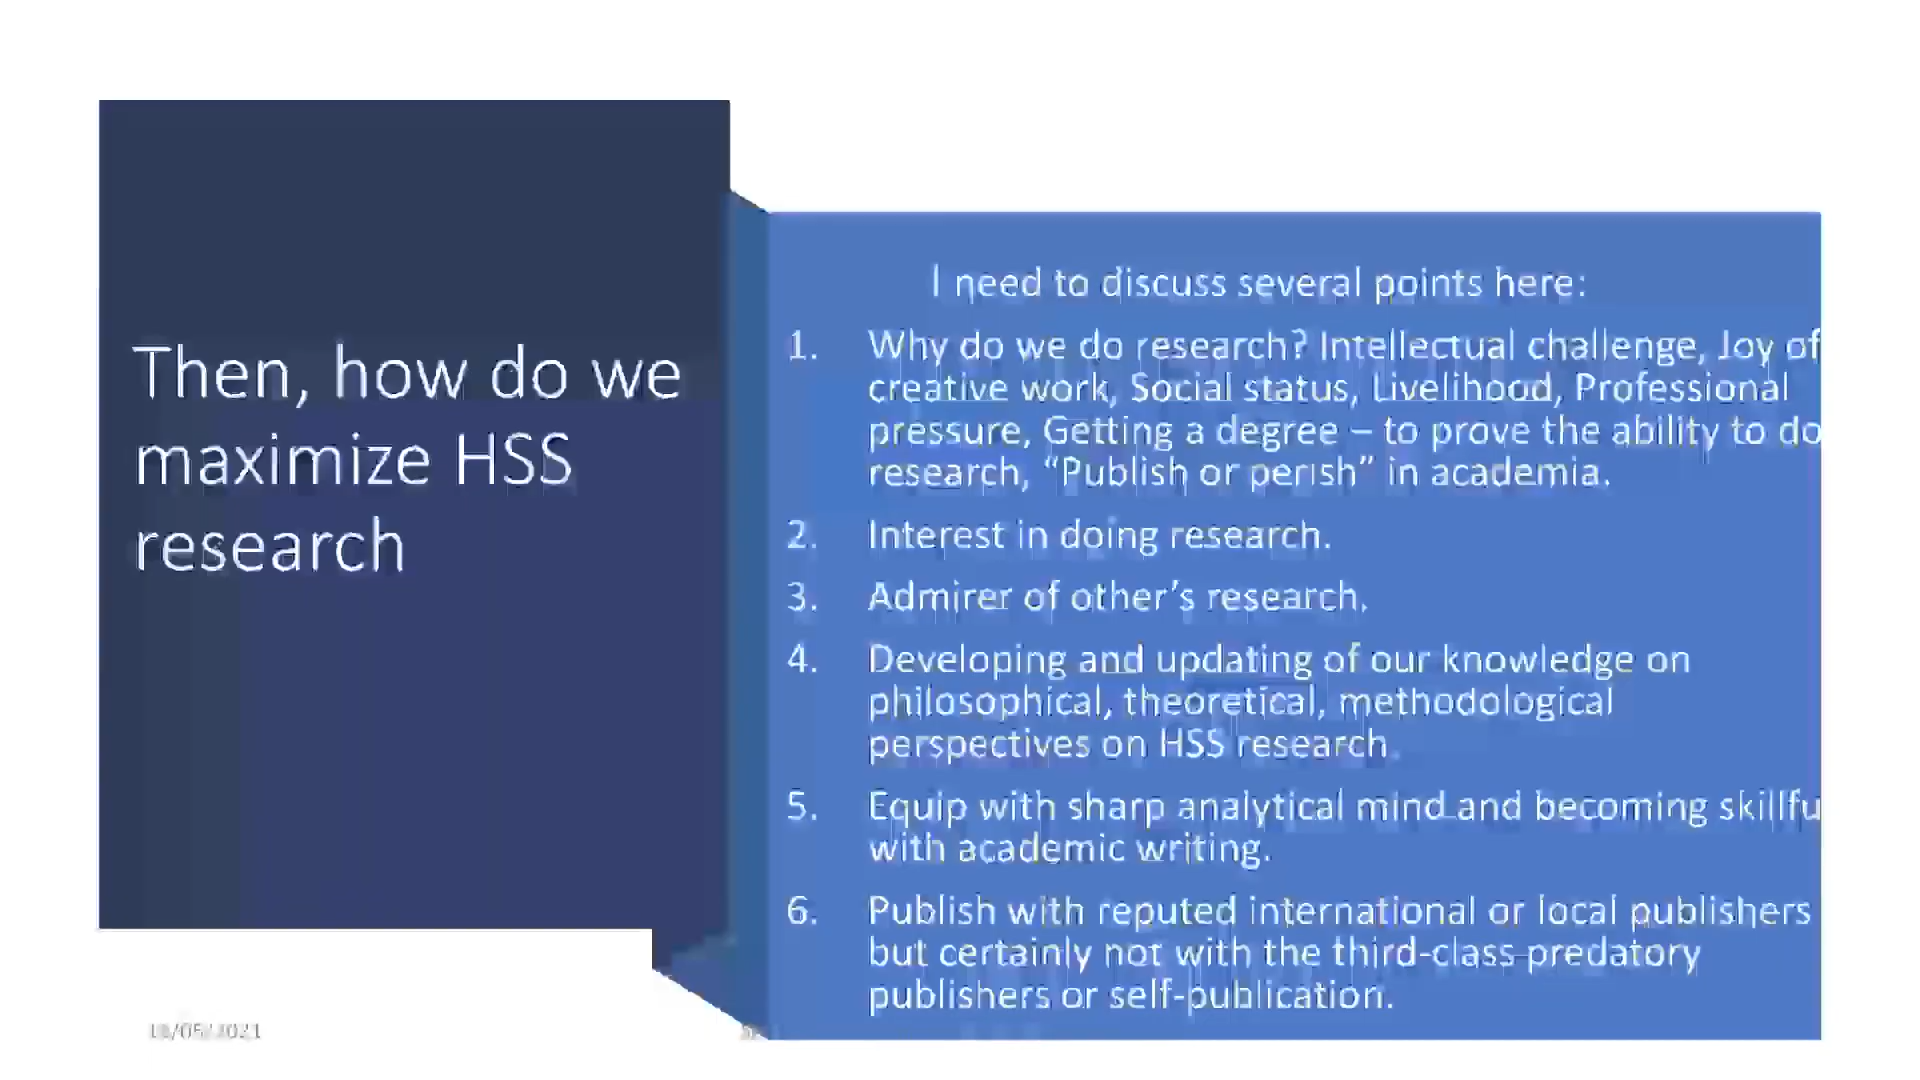 Then, how do we
maximize HSS
research
I need to discuss several points here:
1. Why do we do research? Intellectual challenge, Joy of
creative work, Social status, Livelihood, Professional
pressure, Getting a degree – to prove the ability to do
research, “Publish or perish” in academia.
2. Interest in doing research.
3. Admirer of other’s research.
4. Developing and updating of our knowledge on
philosophical, theoretical, methodological
perspectives on HSS research.
5. Equip with sharp analytical mind and becoming skillfu
with academic writing.
6. Publish with reputed international or local publishers
but certainly not with the third-class predatory
publishers or self-publication.